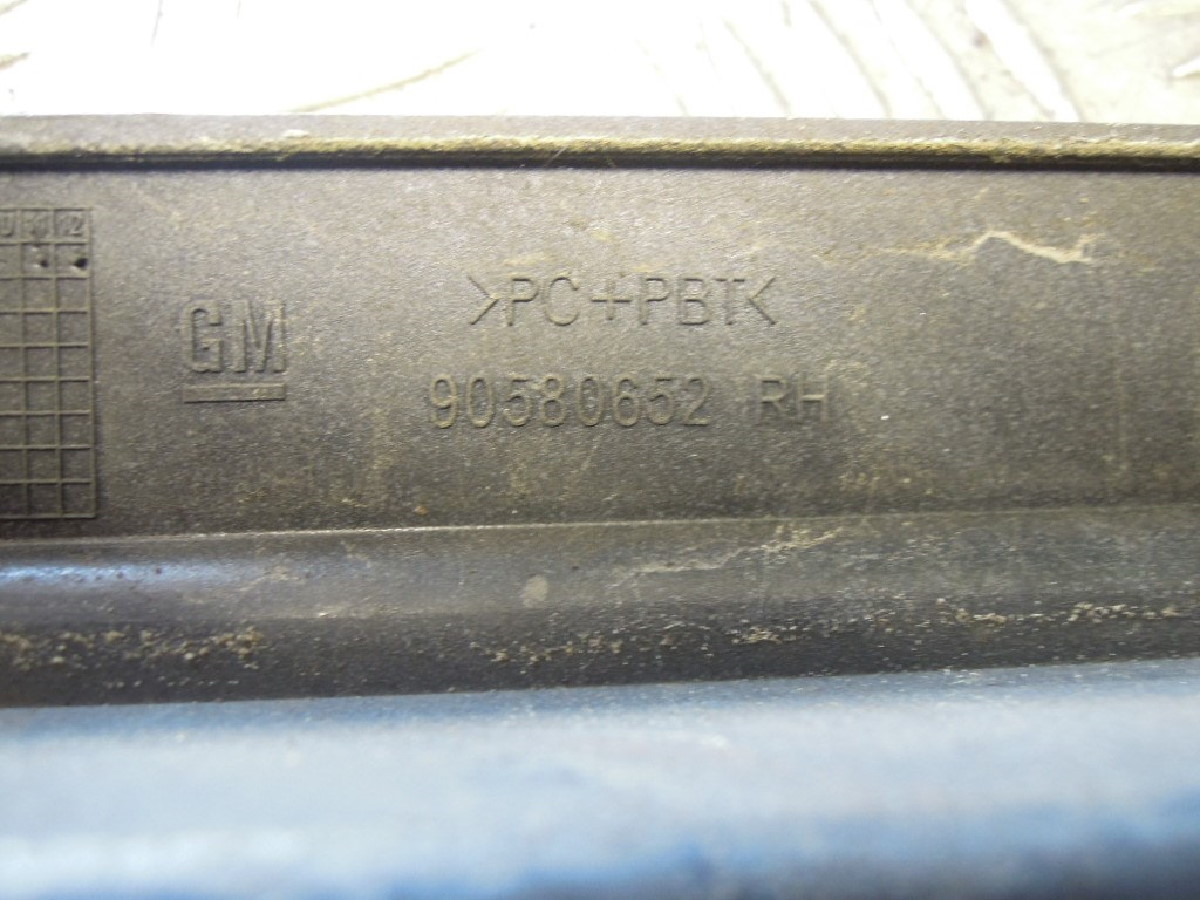 GM
>PC+PBT<
90580652 RH